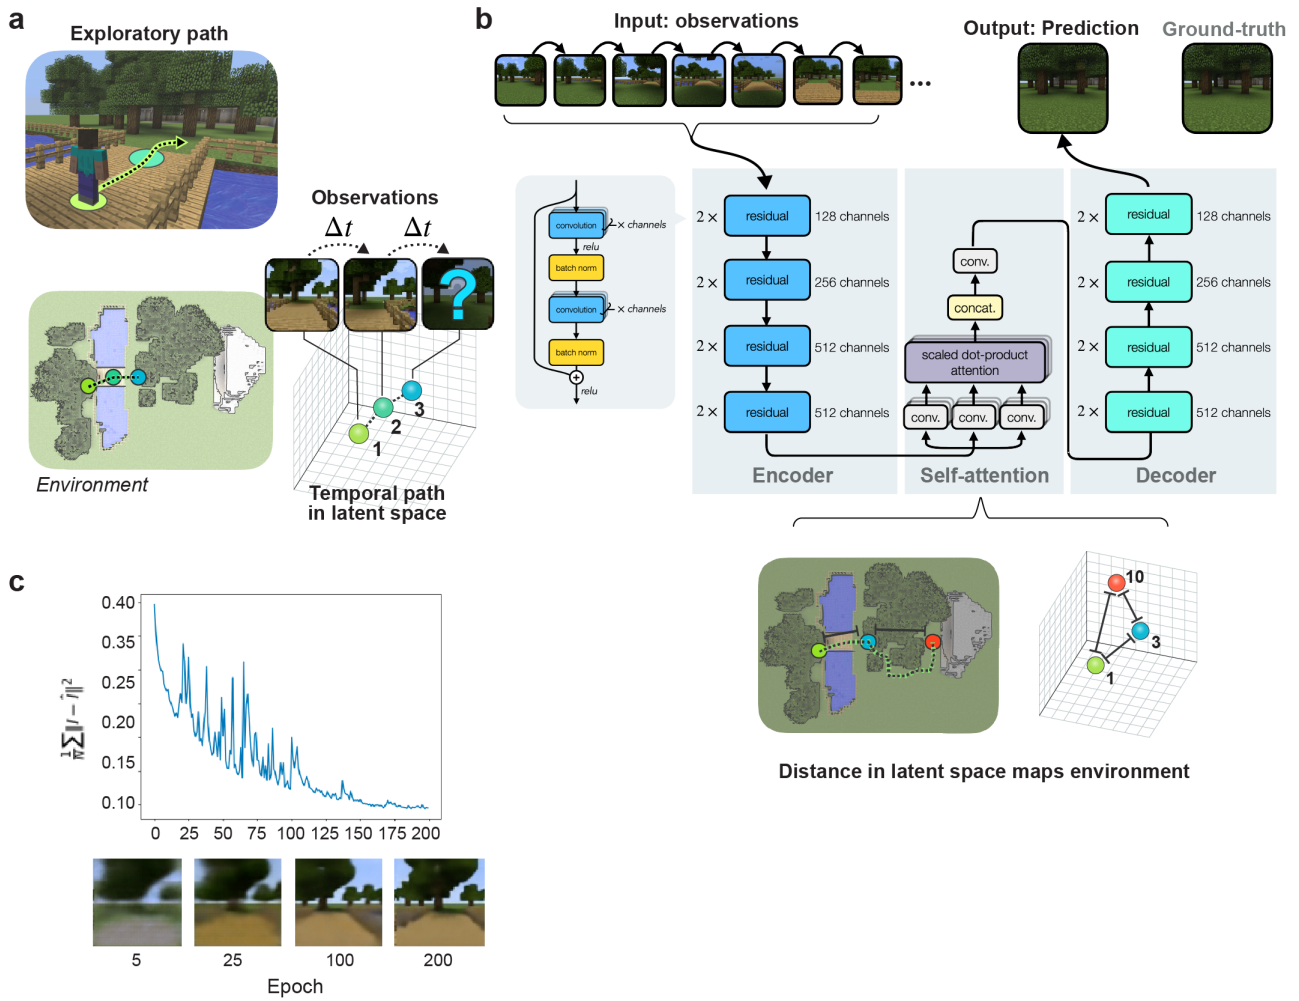 a
Exploratory path
Observations
Δt Δt
?
1
2
3
Environment
Temporal path
in latent space
b
Input: observations
...
Output: Prediction
Ground-truth
convolution
× channels
relu
batch norm
convolution
× channels
batch norm
+
relu
2 × residual 128 channels
2 × residual 256 channels
2 × residual 512 channels
2 × residual 512 channels
Encoder
conv.
concat.
scaled dot-product
attention
conv. conv. conv.
Self-attention
2 × residual 128 channels
2 × residual 256 channels
2 × residual 512 channels
2 × residual 512 channels
Decoder
10
3
1
Distance in latent space maps environment
c
0.40
0.35
0.25
0.20
0.15
0.10
1/N ∑‖I − Î‖²
0 25 50 75 100 125 150 175 200
5 25 100 200
Epoch